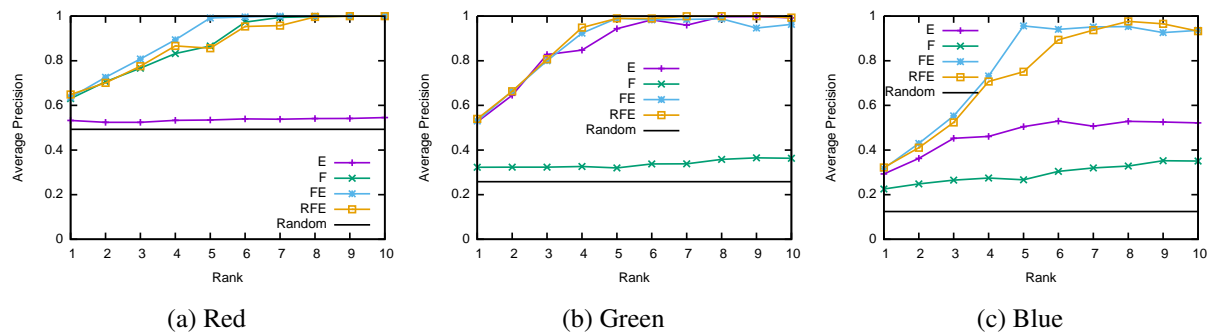 Average Precision
1
0.8
0.6
0.4
0.2
0
E
F
FE
RFE
Random
1 2 3 4 5 6 7 8 9 10
Rank
(a) Red
Average Precision
1
0.8
0.6
0.4
0.2
0
E
F
FE
RFE
Random
1 2 3 4 5 6 7 8 9 10
Rank
(b) Green
Average Precision
1
0.8
0.6
0.4
0.2
0
E
F
FE
RFE
Random
1 2 3 4 5 6 7 8 9 10
Rank
(c) Blue